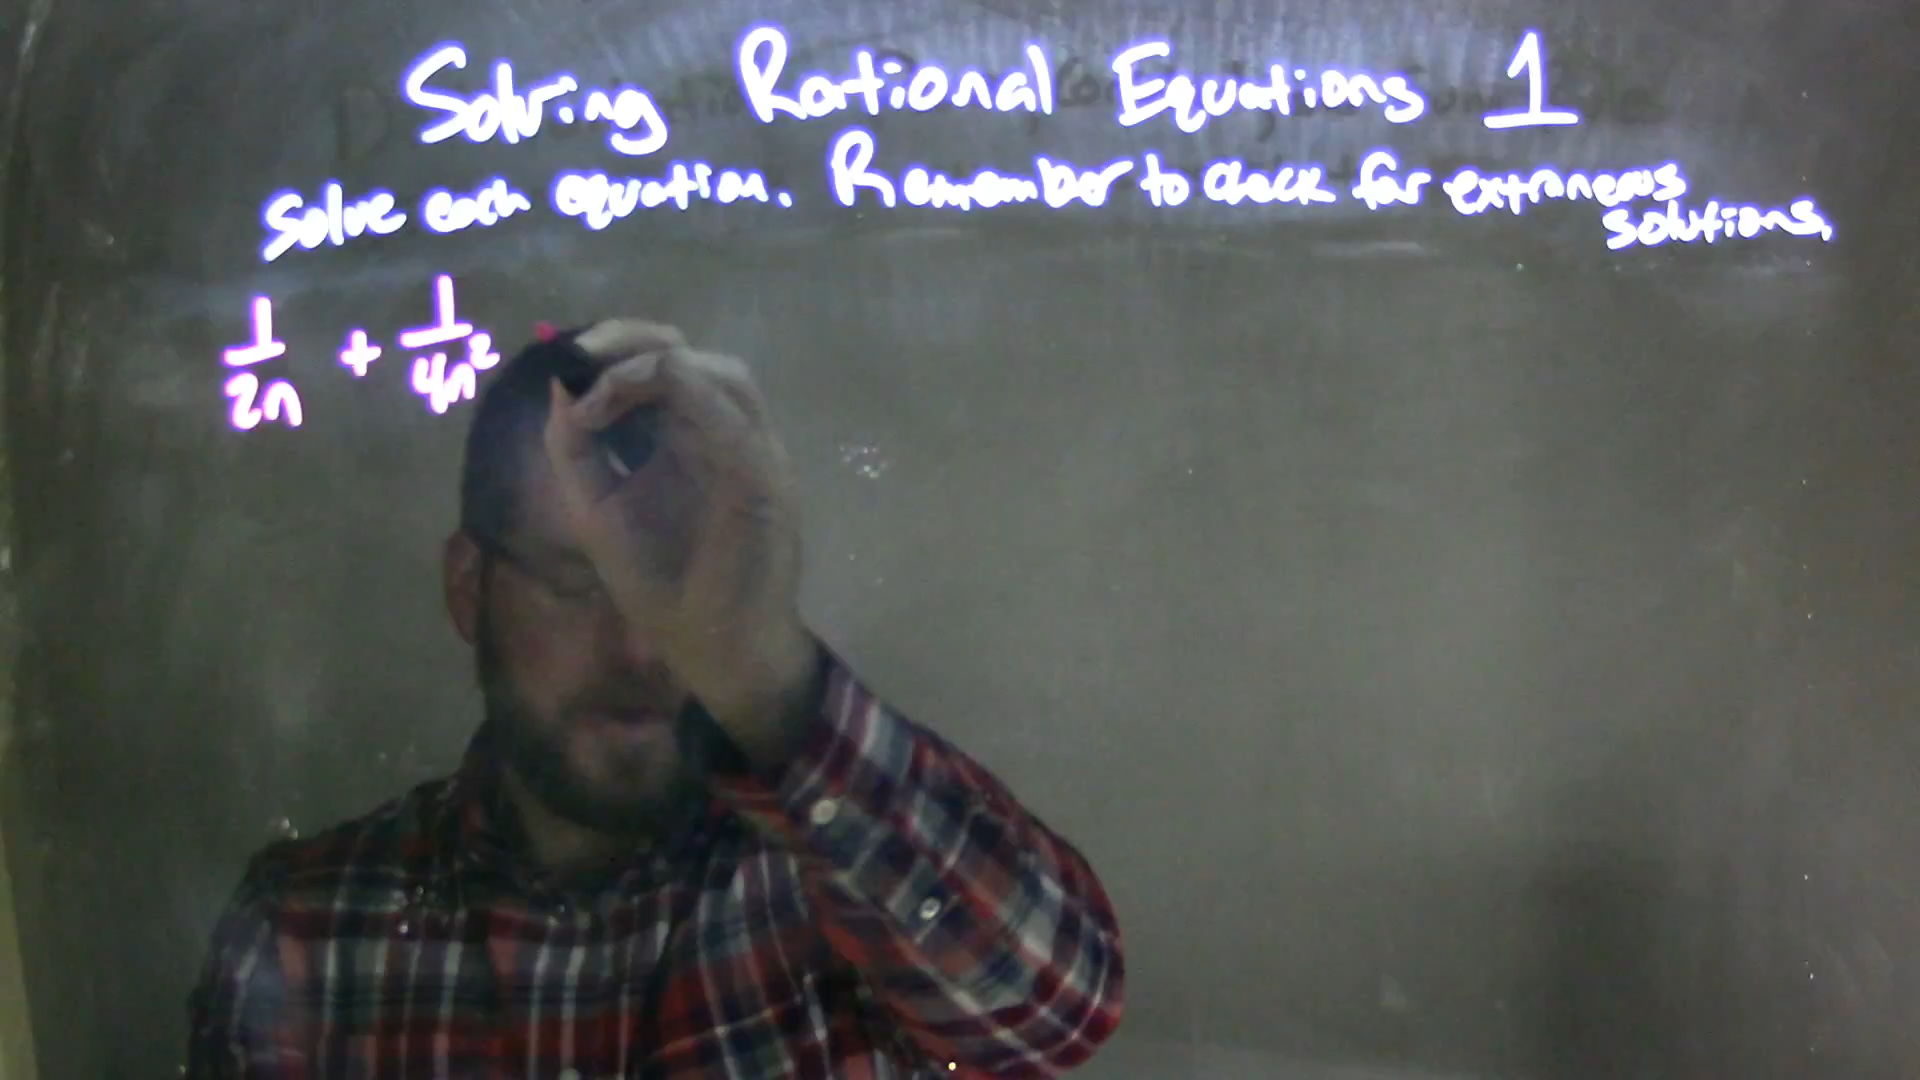 Solving Rational Equations 1
Solve each equation. Remember to check for extraneous
solutions.
1/2n + 1/4n²